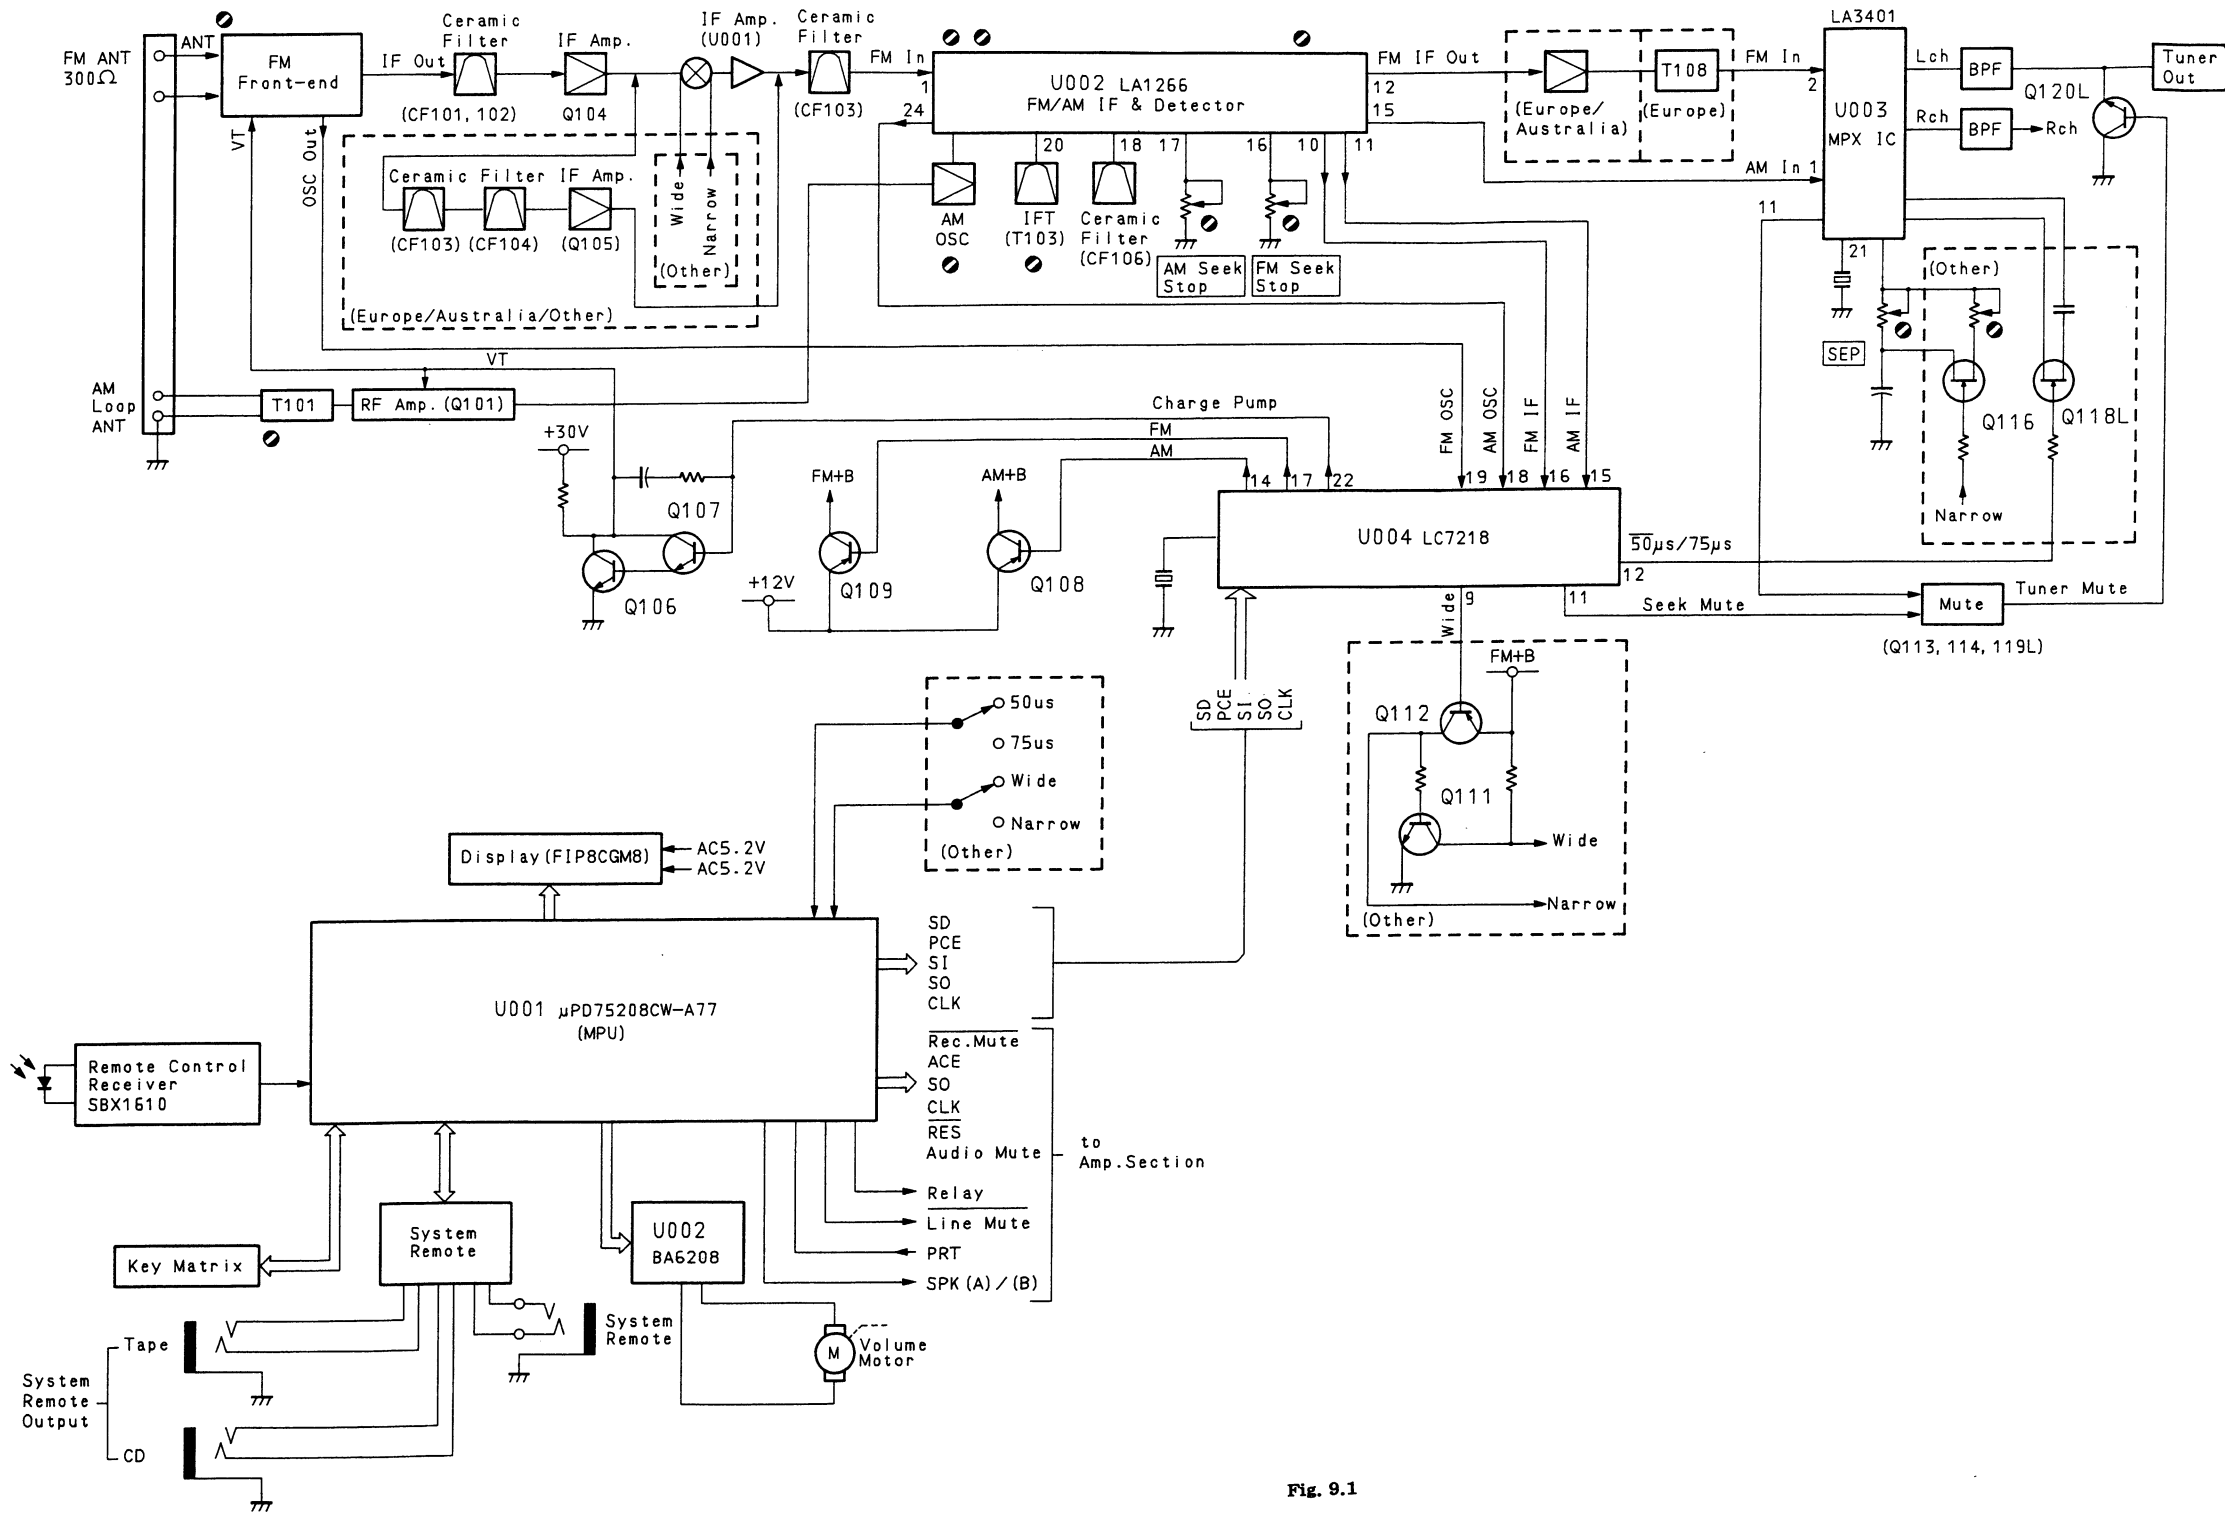 FM ANT
300Ω
ANT
FM
Front-end
IF Out
Ceramic
Filter
(CF101, 102)
IF Amp.
Q104
IF Amp.
(U001)
Ceramic
Filter
(CF103)
FM In
1
24
U002 LA1266
FM/AM IF & Detector
FM IF Out
12
15
(Europe/
Australia)
T108
(Europe)
FM In
2
LA3401
U003
MPX IC
Lch
BPF
Rch
BPF
Rch
Tuner
Out
Q120L
AM In 1
11
21
VT
OSC Out
Ceramic Filter
IF Amp.
(CF103)
(CF104)
(Q105)
Wide
Narrow
(Other)
(Europe/Australia/Other)
AM
OSC
20
IFT
(T103)
18
Ceramic
Filter
(CF106)
17
AM Seek
Stop
16
FM Seek
Stop
10
11
(Other)
SEP
Q116
Q118L
Narrow
VT
AM
Loop
ANT
T101
RF Amp. (Q101)
Charge Pump
FM
AM
+30V
Q107
Q106
FM+B
Q109
AM+B
Q108
+12V
FM OSC
AM OSC
FM IF
AM IF
14
17
22
19
18
16
15
U004 LC7218
50µs/75µs
12
Wide
9
11
Seek Mute
Mute
Tuner Mute
(Q113, 114, 119L)
SD
PCE
SI
SO
CLK
FM+B
Q112
Q111
Wide
Narrow
(Other)
50us
75us
Wide
Narrow
(Other)
Display(FIP8CGM8)
AC5.2V
AC5.2V
U001 µPD75208CW-A77
(MPU)
SD
PCE
SI
SO
CLK
Rec.Mute
ACE
SO
CLK
RES
Audio Mute
to
Amp.Section
Relay
Line Mute
PRT
SPK (A) / (B)
Remote Control
Receiver
SBX1610
System
Remote
U002
BA6208
Key Matrix
System
Remote
M
Volume
Motor
Tape
System
Remote
Output
CD
Fig. 9.1